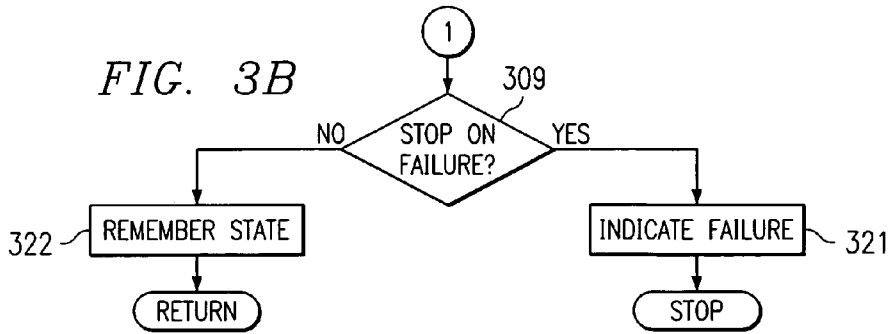 1
FIG. 3B
309
NO
STOP ON
FAILURE?
YES
322
REMEMBER STATE
INDICATE FAILURE
321
RETURN
STOP